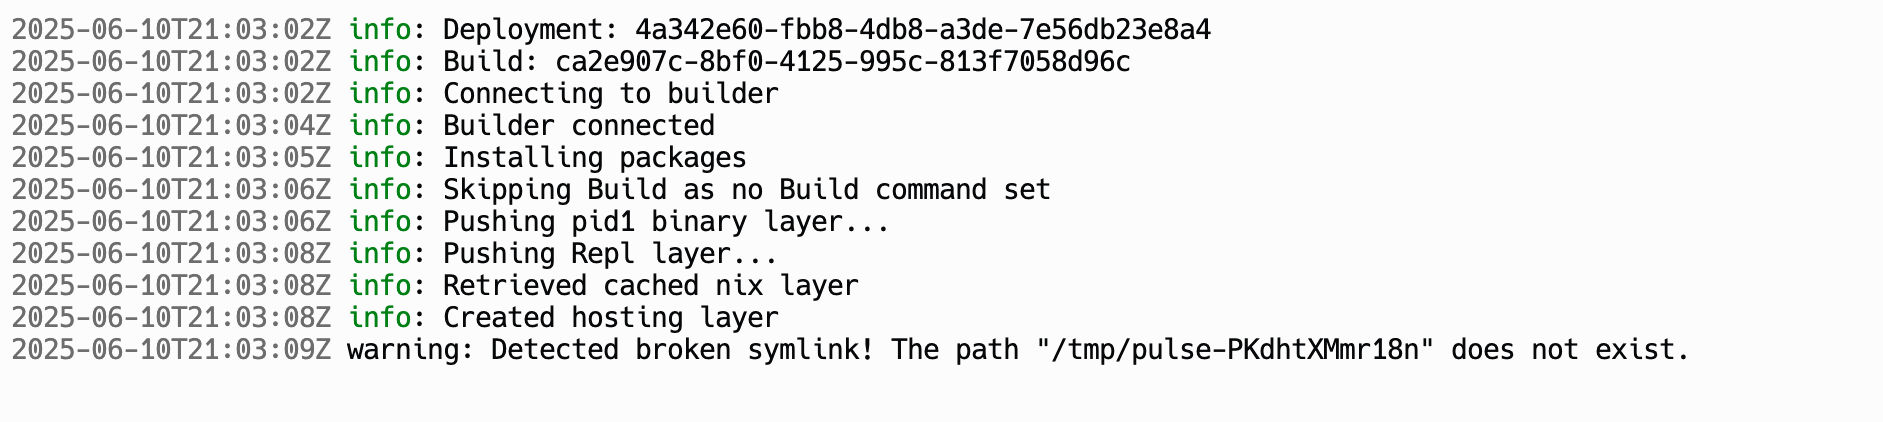 2025-06-10T21:03:02Z info: Deployment: 4a342e60-fbb8-4db8-a3de-7e56db23e8a4
2025-06-10T21:03:02Z info: Build: ca2e907c-8bf0-4125-995c-813f7058d96c
2025-06-10T21:03:02Z info: Connecting to builder
2025-06-10T21:03:04Z info: Builder connected
2025-06-10T21:03:05Z info: Installing packages
2025-06-10T21:03:06Z info: Skipping Build as no Build command set
2025-06-10T21:03:06Z info: Pushing pid1 binary layer...
2025-06-10T21:03:08Z info: Pushing Repl layer...
2025-06-10T21:03:08Z info: Retrieved cached nix layer
2025-06-10T21:03:08Z info: Created hosting layer
2025-06-10T21:03:09Z warning: Detected broken symlink! The path "/tmp/pulse-PKdhtXMmr18n" does not exist.